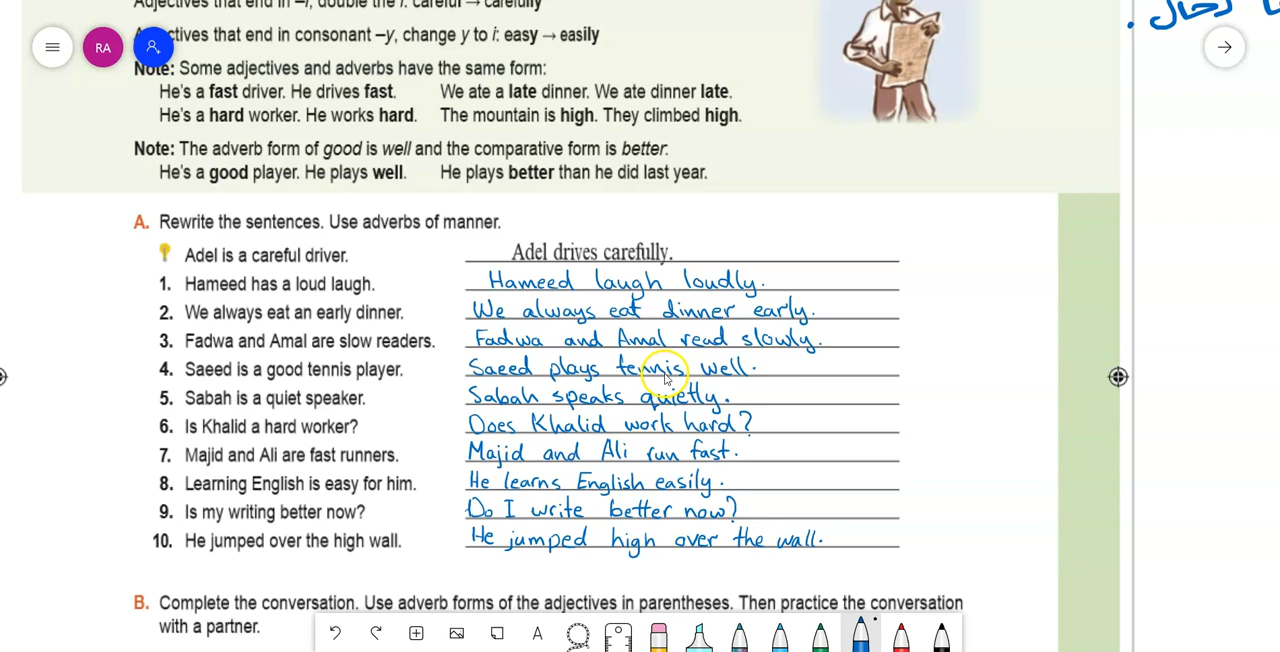 Adjectives that end in –l, double the l: careful → carefully
ctives that end in consonant –y, change y to i: easy → easily
RA
Note: Some adjectives and adverbs have the same form:
He's a fast driver. He drives fast. We ate a late dinner. We ate dinner late.
He's a hard worker. He works hard. The mountain is high. They climbed high.
Note: The adverb form of good is well and the comparative form is better:
He's a good player. He plays well. He plays better than he did last year.
A. Rewrite the sentences. Use adverbs of manner.
Adel is a careful driver. Adel drives carefully.
1. Hameed has a loud laugh. Hameed laugh loudly.
2. We always eat an early dinner. We always eat dinner early.
3. Fadwa and Amal are slow readers. Fadwa and Amal read slowly.
4. Saeed is a good tennis player. Saeed plays tennis well.
5. Sabah is a quiet speaker. Sabah speaks quietly.
6. Is Khalid a hard worker? Does Khalid work hard?
7. Majid and Ali are fast runners. Majid and Ali run fast.
8. Learning English is easy for him. He learns English easily.
9. Is my writing better now? Do I write better now?
10. He jumped over the high wall. He jumped high over the wall.
B. Complete the conversation. Use adverb forms of the adjectives in parentheses. Then practice the conversation
with a partner.
A